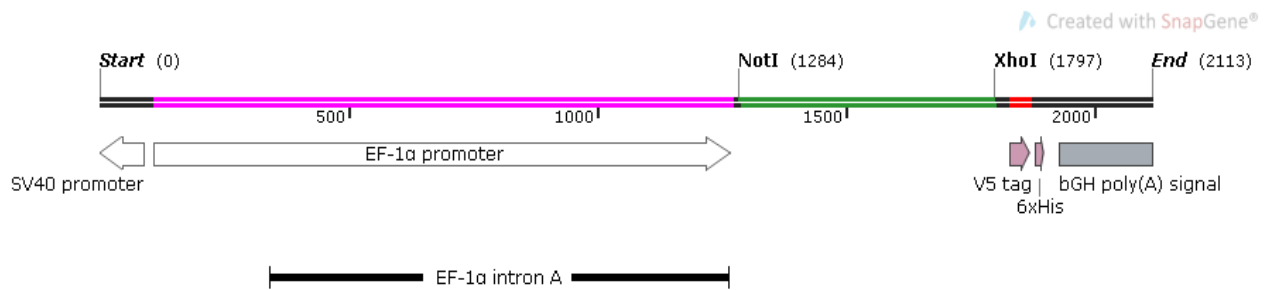 Created with SnapGene®
Start (0) NotI (1284) XhoI (1797) End (2113)
500 1000 1500 2000
EF-1α promoter
SV40 promoter V5 tag bGH poly(A) signal
6xHis
EF-1α intron A